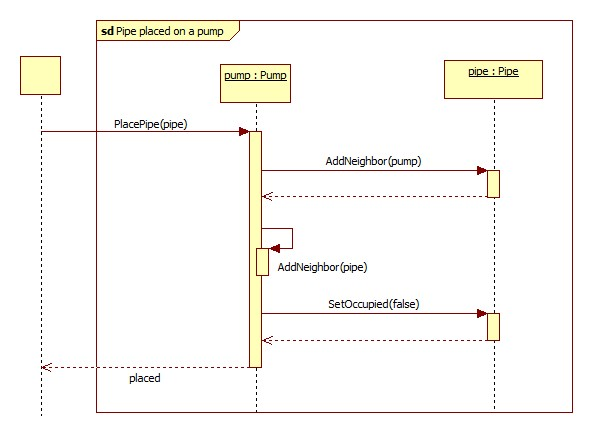 sd Pipe placed on a pump
pump : Pump
pipe : Pipe
PlacePipe(pipe)
AddNeighbor(pump)
AddNeighbor(pipe)
SetOccupied(false)
placed